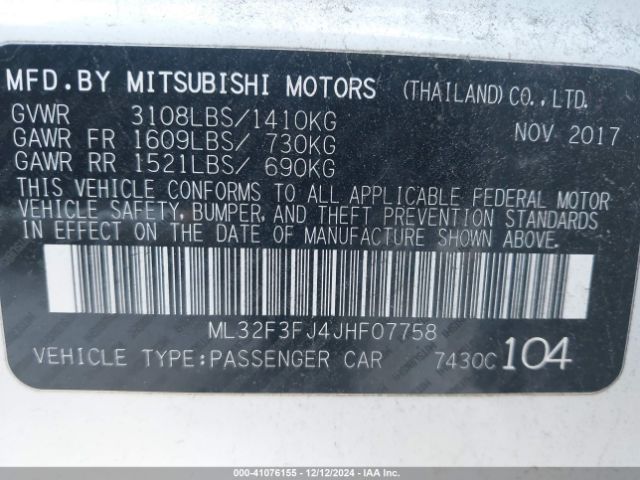 MFD.BY MITSUBISHI MOTORS (THAILAND)CO.,LTD.
GVWR 3108LBS/1410KG NOV 2017
GAWR FR 1609LBS/ 730KG
GAWR RR 1521LBS/ 690KG
THIS VEHICLE CONFORMS TO ALL APPLICABLE FEDERAL MOTOR
VEHICLE SAFETY, BUMPER, AND THEFT PREVENTION STANDARDS
IN EFFECT ON THE DATE OF MANUFACTURE SHOWN ABOVE.
ML32F3FJ4JHF07758
VEHICLE TYPE:PASSENGER CAR 7430C 104
000-41076155 - 12/12/2024 - IAAI.COM